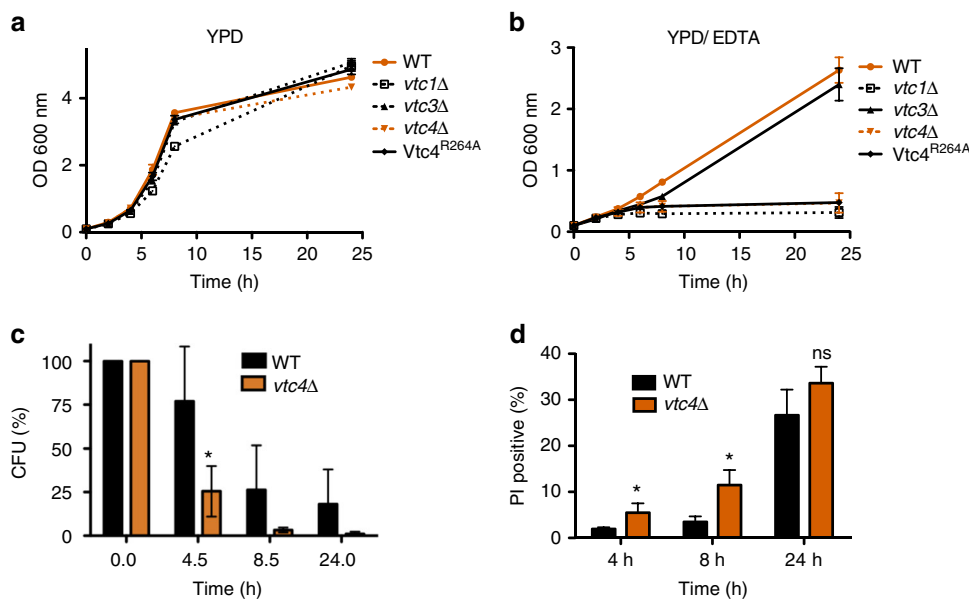 a
YPD
OD 600 nm
4
2
0
0 5 10 15 20 25
Time (h)
WT
vtc1Δ
vtc3Δ
vtc4Δ
Vtc4R264A
b
YPD/ EDTA
OD 600 nm
3
2
1
0
0 5 10 15 20 25
Time (h)
WT
vtc1Δ
vtc3Δ
vtc4Δ
Vtc4R264A
c
CFU (%)
100
75
50
25
0
WT
vtc4Δ
*
0.0 4.5 8.5 24.0
Time (h)
d
PI positive (%)
40
30
20
10
0
WT
vtc4Δ
* * ns
4 h 8 h 24 h
Time (h)